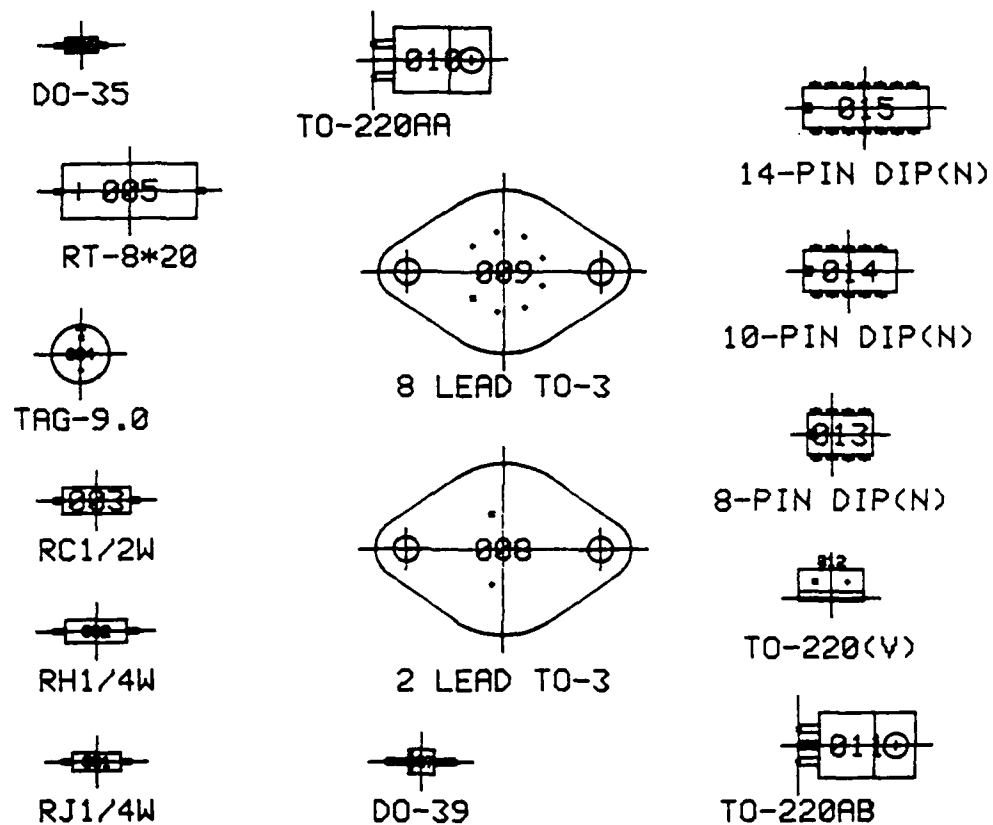 DO-35
005
RT-8*20
004
TAG-9.0
003
RC1/2W
002
RH1/4W
RJ1/4W
010
TO-220AA
009
8 LEAD TO-3
008
2 LEAD TO-3
DO-39
015
14-PIN DIP(N)
014
10-PIN DIP(N)
013
8-PIN DIP(N)
012
TO-220(V)
011
TO-220AB